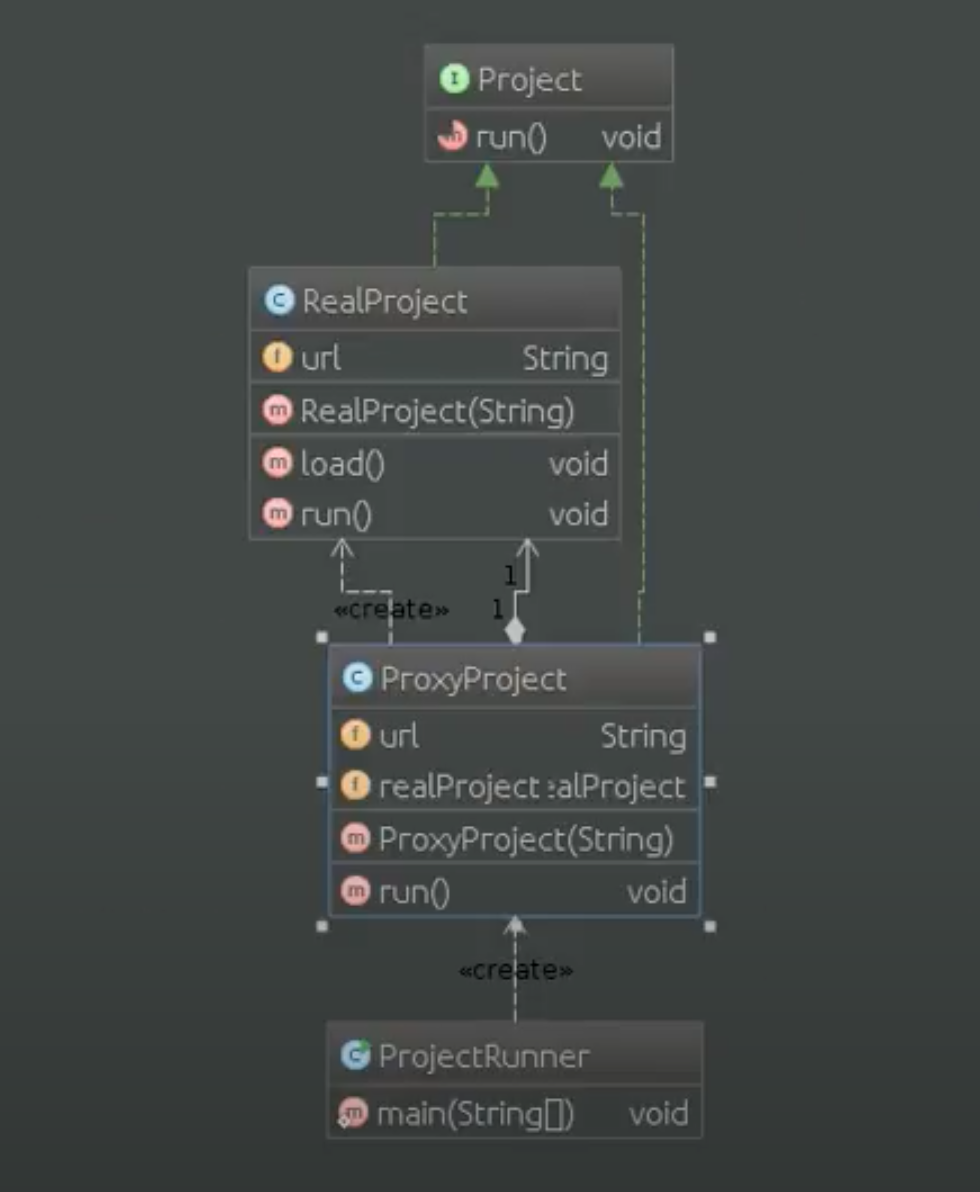 I Project
m run() void
C RealProject
f url String
m RealProject(String)
m load() void
m run() void
1
«create» 1
C ProxyProject
f url String
f realProject :alProject
m ProxyProject(String)
m run() void
«create»
C ProjectRunner
m main(String[]) void